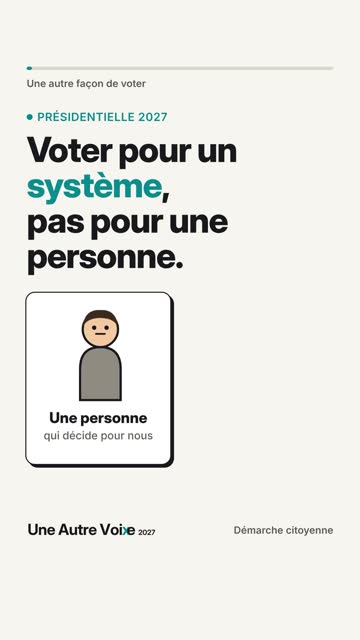 Une autre façon de voter
PRÉSIDENTIELLE 2027
Voter pour un
système,
pas pour une
personne.
Une personne
qui décide pour nous
Une Autre Voixe 2027
Démarche citoyenne